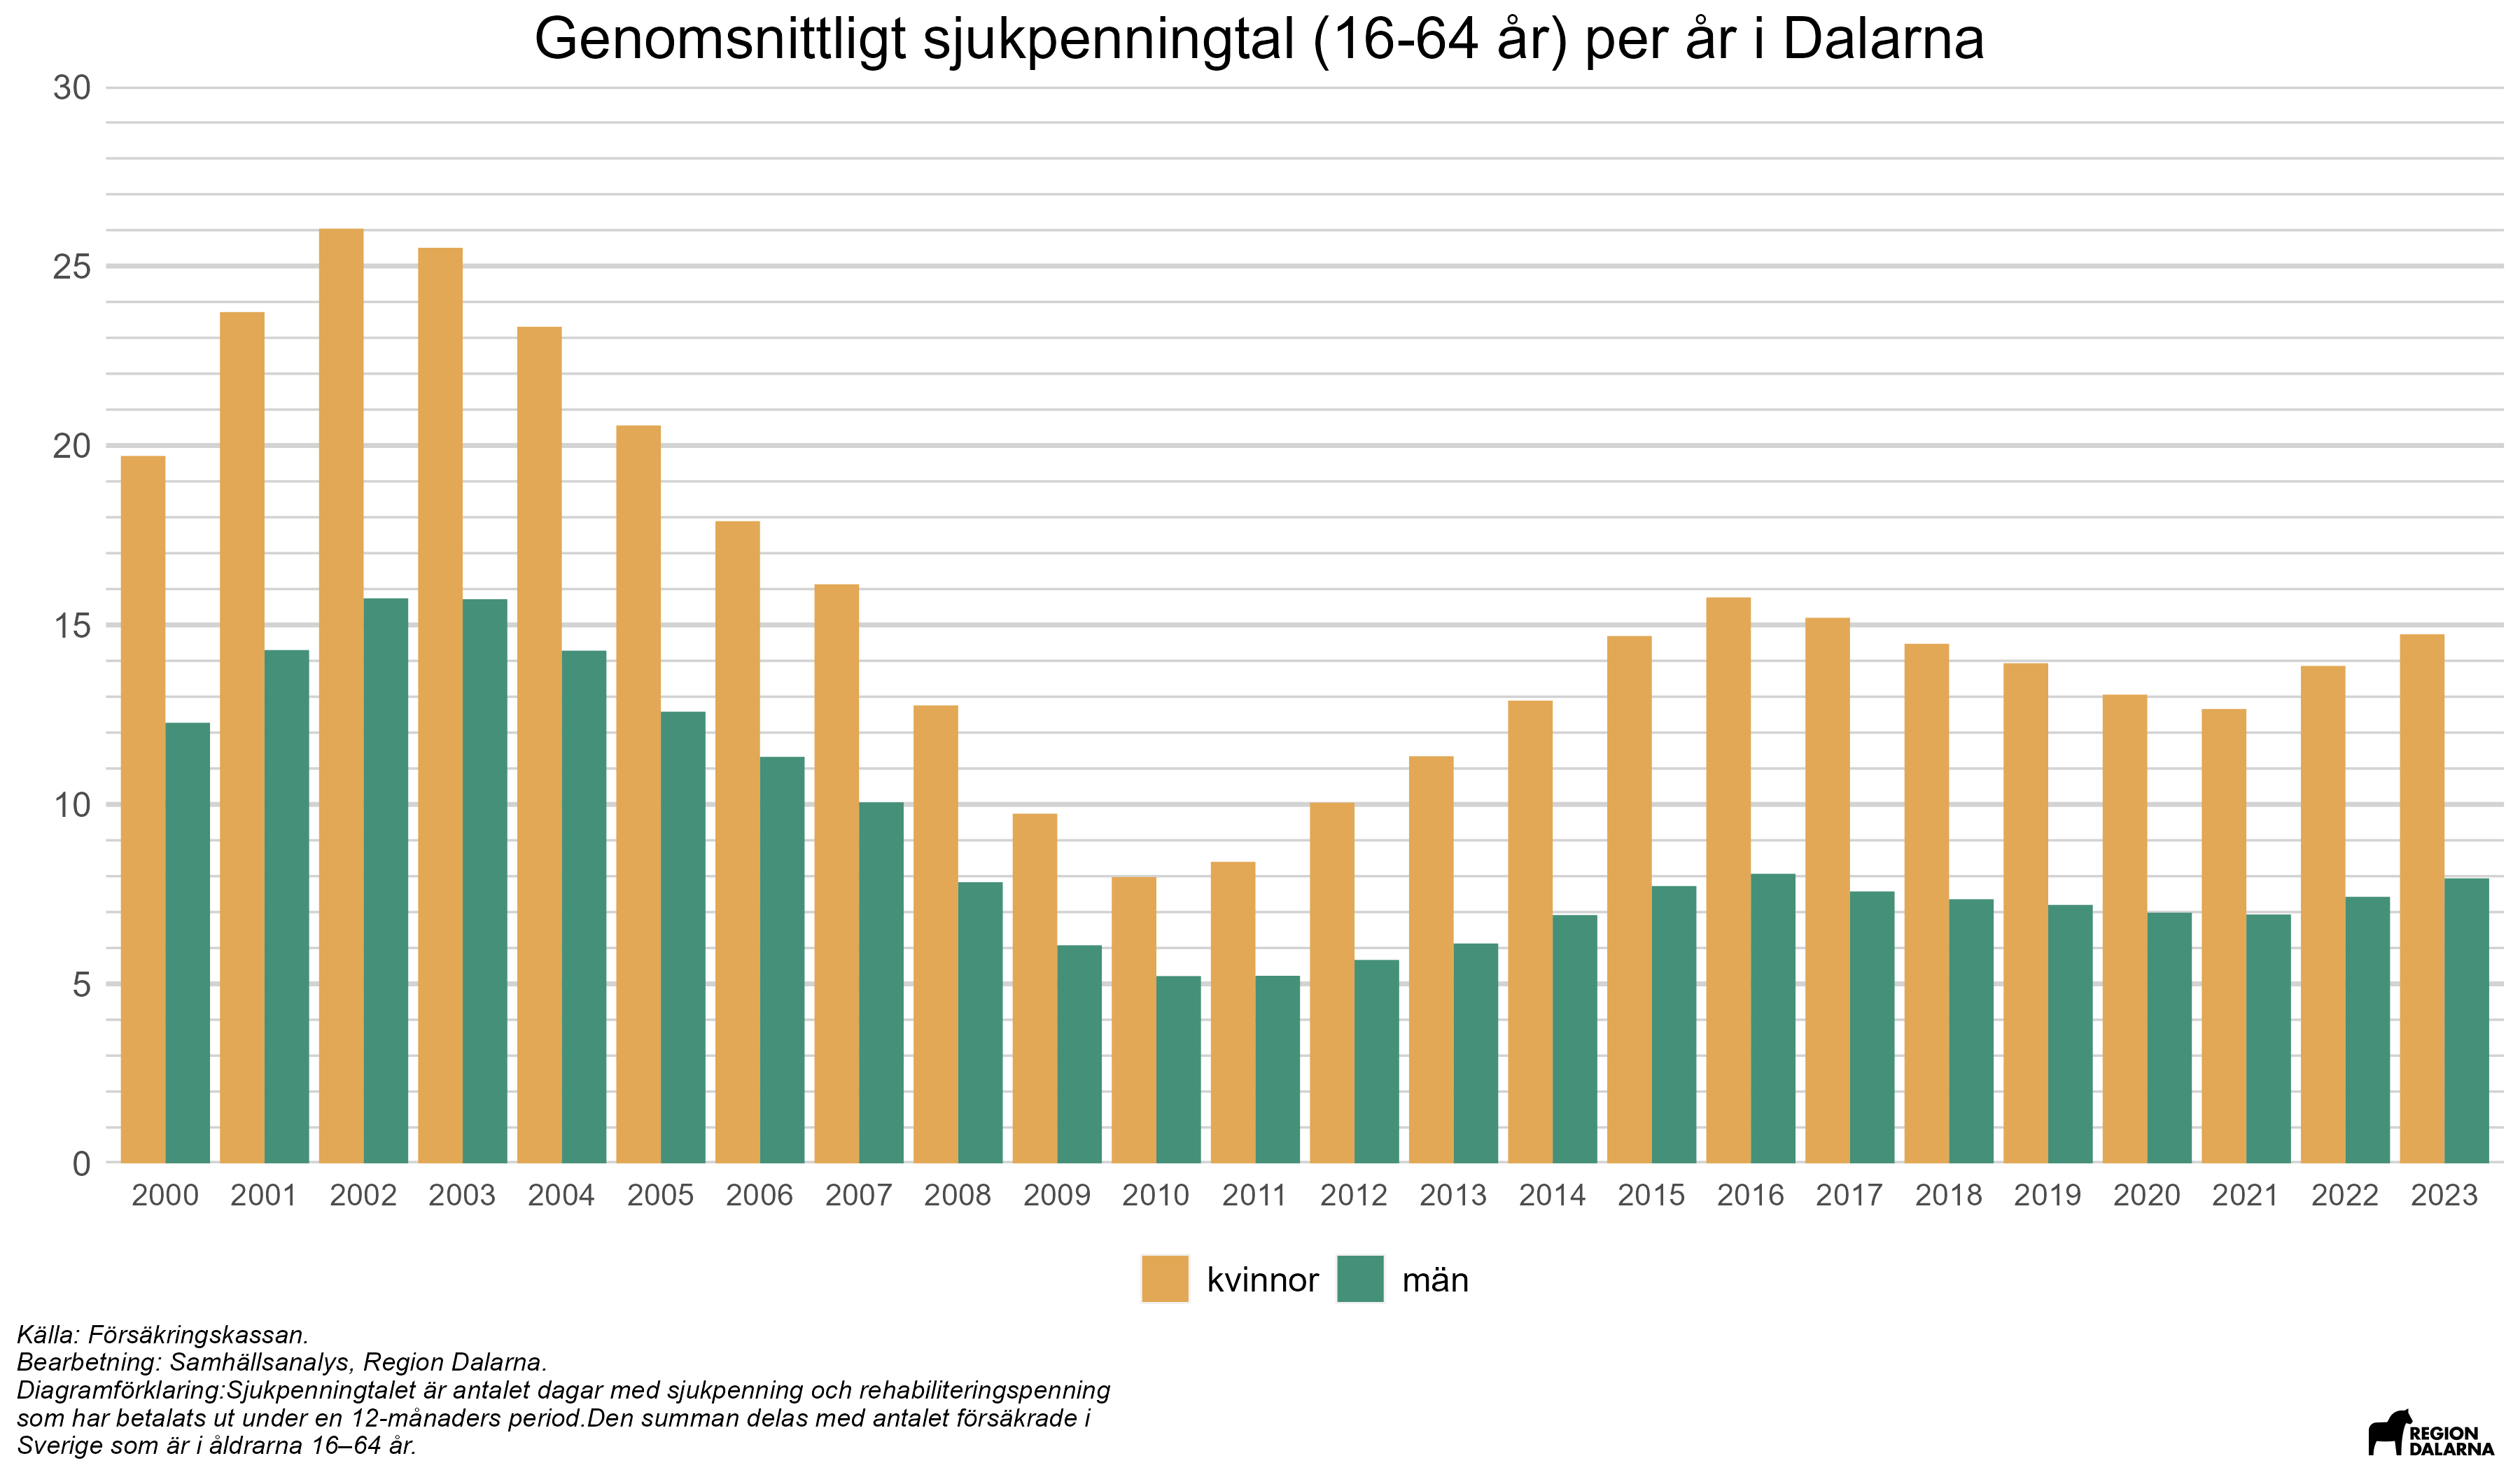 Genomsnittligt sjukpenningtal (16-64 år) per år i Dalarna
30
25
20
15
10
5
0
2000 2001 2002 2003 2004 2005 2006 2007 2008 2009 2010 2011 2012 2013 2014 2015 2016 2017 2018 2019 2020 2021 2022 2023
kvinnor män
Källa: Försäkringskassan.
Bearbetning: Samhällsanalys, Region Dalarna.
Diagramförklaring:Sjukpenningtalet är antalet dagar med sjukpenning och rehabiliteringspenning
som har betalats ut under en 12-månaders period.Den summan delas med antalet försäkrade i
Sverige som är i åldrarna 16–64 år.
REGION
DALARNA